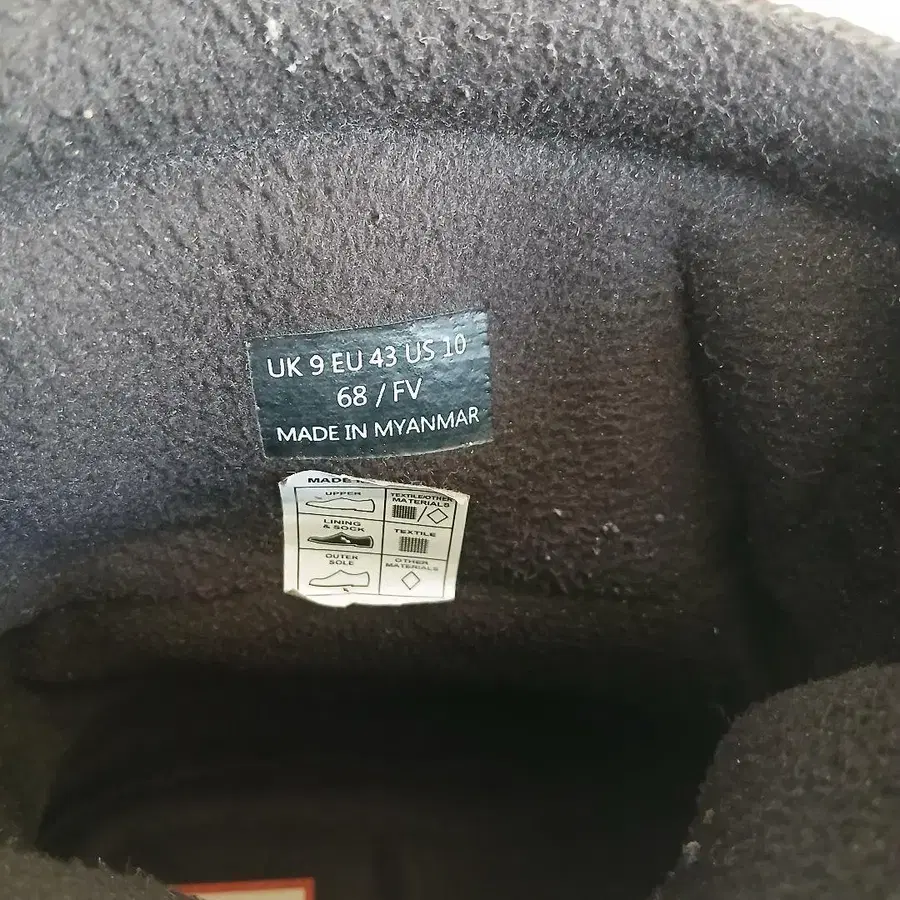 UK 9 EU 43 US 10
68 / FV
MADE IN MYANMAR
MADE
UPPER
TEXTILE/OTHER
MATERIALS
LINING
& SOCK
TEXTILE
OUTER
SOLE
OTHER
MATERIALS